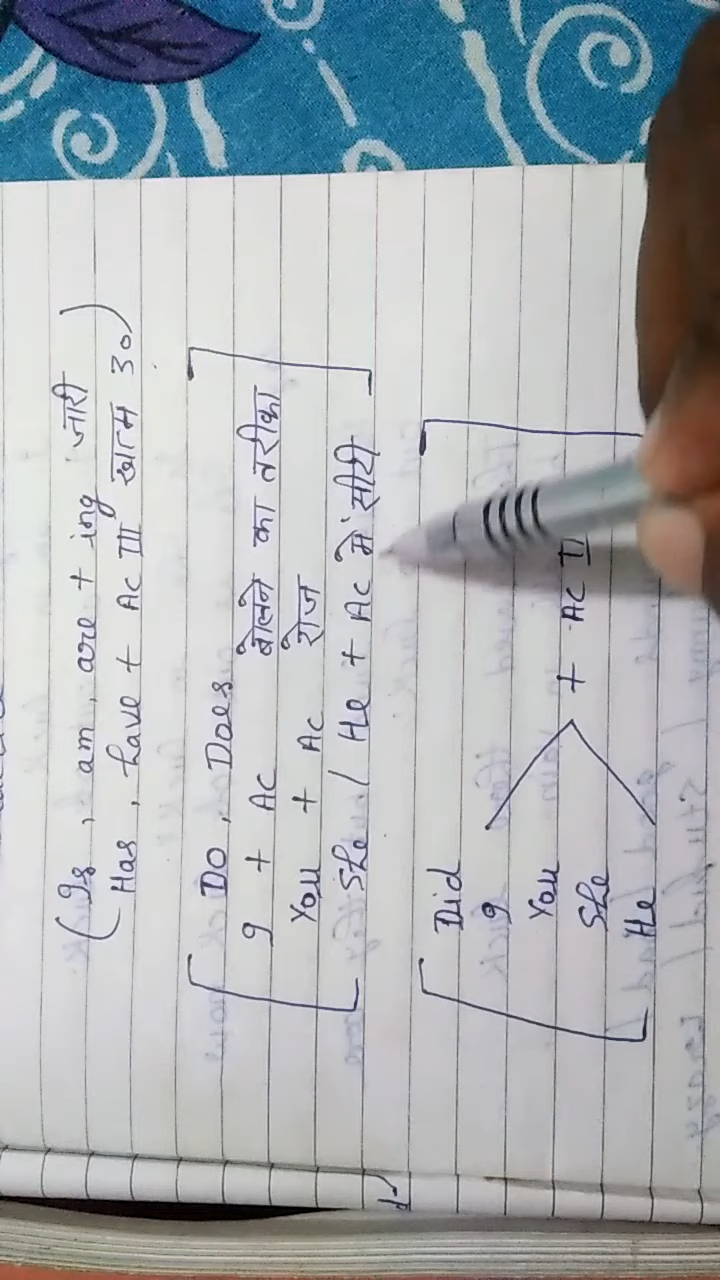 (Is, am, are + ing जारी )
Has, have + Ac III खत्म 30)
Do, Does
I + Ac बोलने का तरीका
You + Ac रोज
She / He + Ac में सीरी
Did
I
You
She + Ac II
He